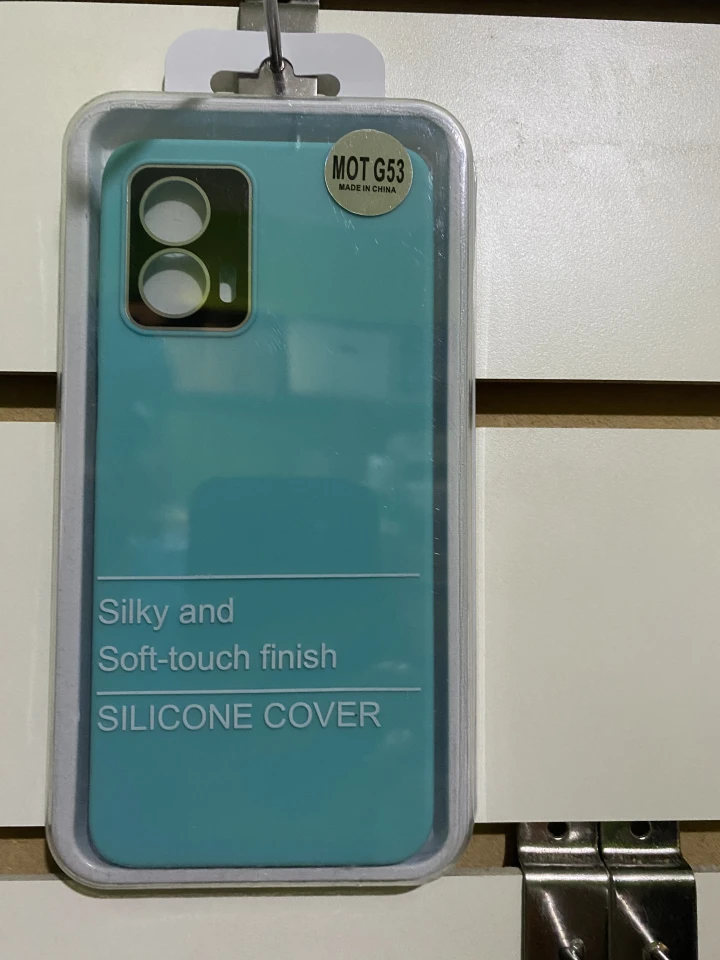 MOT G53
MADE IN CHINA
Silky and
Soft-touch finish
SILICONE COVER